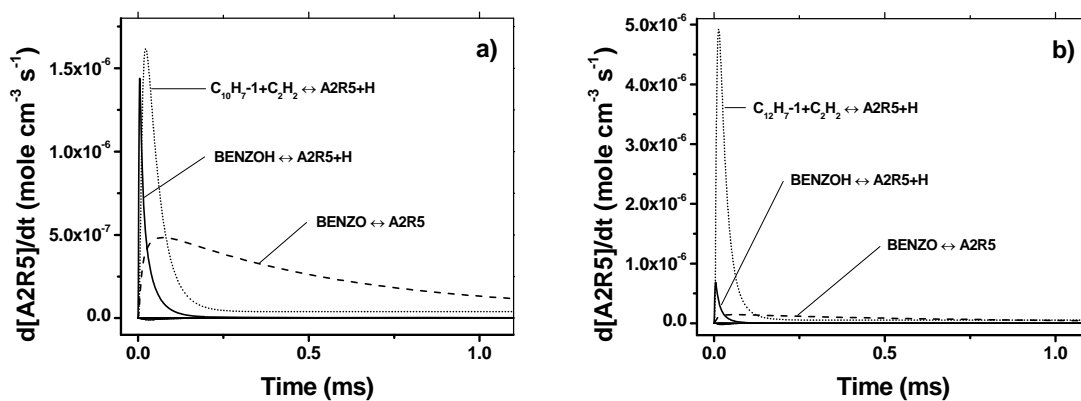 a)
d[A2R5]/dt (mole cm⁻³ s⁻¹)
1.5x10⁻⁶
1.0x10⁻⁶
5.0x10⁻⁷
0.0
C₁₀H₇-1+C₂H₂ ↔ A2R5+H
BENZOH ↔ A2R5+H
BENZO ↔ A2R5
0.0 0.5 1.0
Time (ms)
b)
d[A2R5]/dt (mole cm⁻³ s⁻¹)
5.0x10⁻⁶
4.0x10⁻⁶
3.0x10⁻⁶
6.0x10⁻⁶
1.0x10⁻⁶
0.0
C₁₂H₇-1+C₂H₂ ↔ A2R5+H
BENZOH ↔ A2R5+H
BENZO ↔ A2R5
0.0 0.5 1.0
Time (ms)